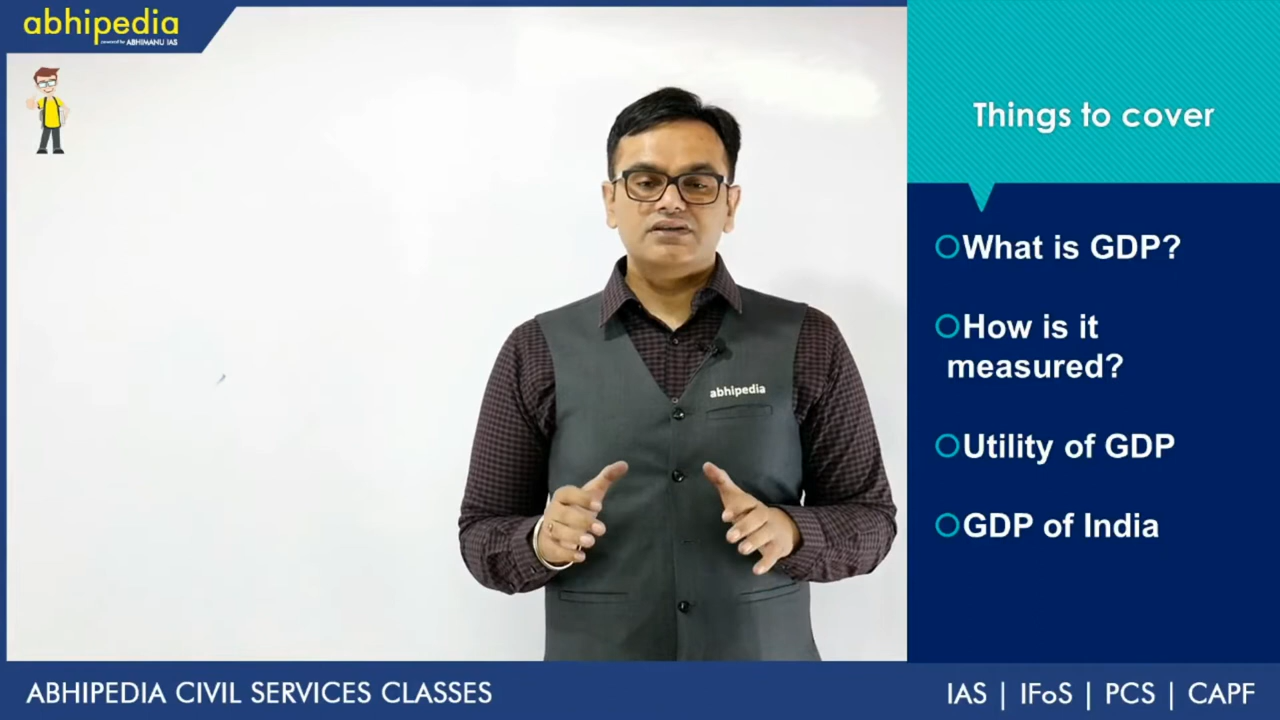 abhipedia
powered by ABHIMANU IAS
Things to cover
What is GDP?
How is it
measured?
Utility of GDP
GDP of India
abhipedia
ABHIPEDIA CIVIL SERVICES CLASSES
IAS | IFoS | PCS | CAPF